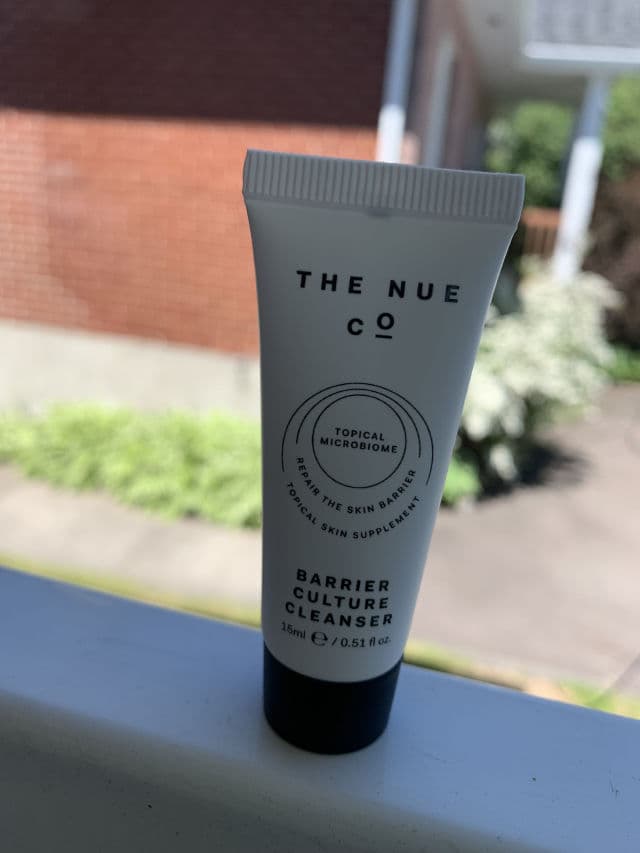 THE NUE
CO
TOPICAL
MICROBIOME
REPAIR THE SKIN BARRIER
TOPICAL SKIN SUPPLEMENT
BARRIER
CULTURE
CLEANSER
15ml ℮ / 0.51 fl oz.